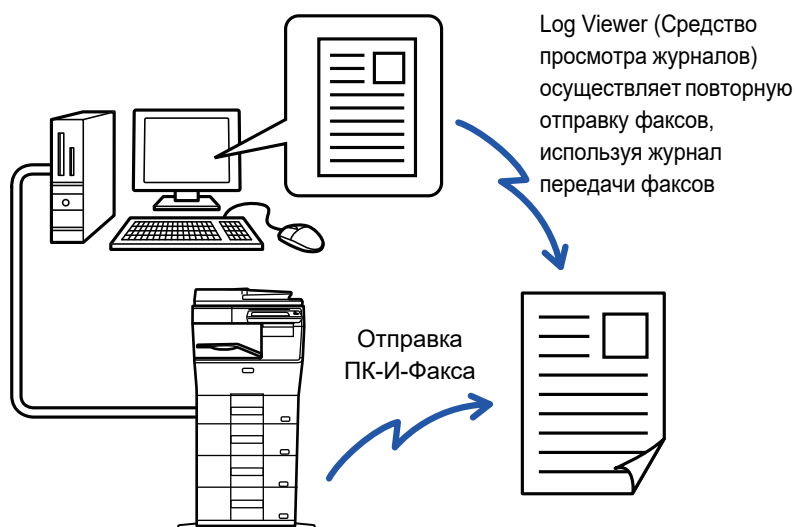 Log Viewer (Средство
просмотра журналов)
осуществляет повторную
отправку факсов,
используя журнал
передачи факсов
Отправка
ПК-И-Факса